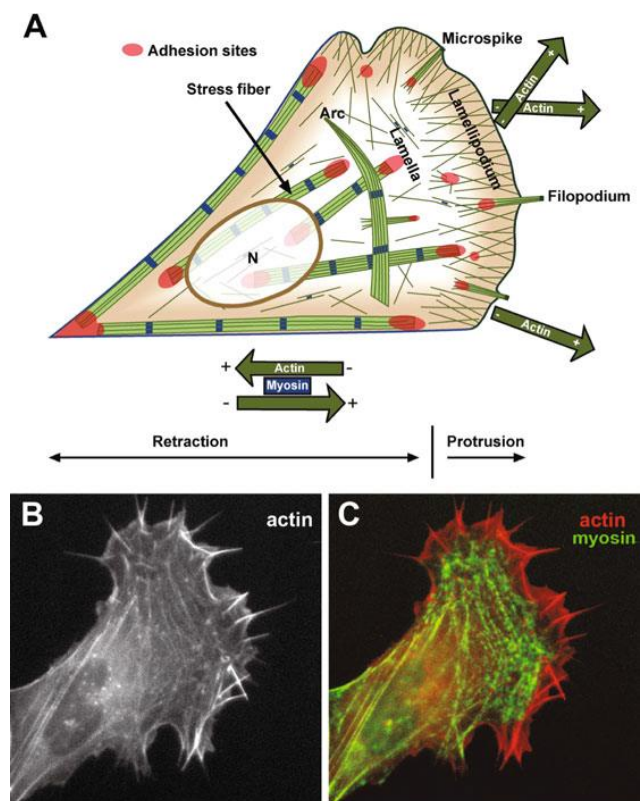 A
Adhesion sites
Stress fiber
Microspike
Arc
Lamella
Lamellipodium
Filopodium
N
- Actin +
- Actin +
- Actin +
+ Actin -
Myosin
- +
Retraction
Protrusion
B
actin
C
actin
myosin